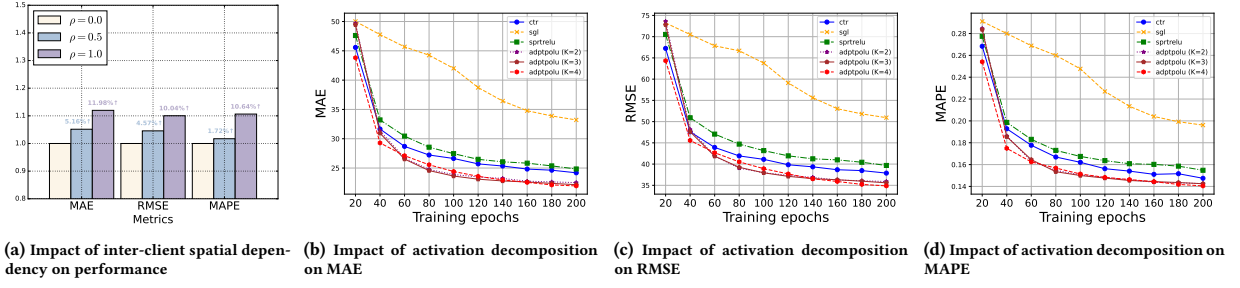 1.5
1.4
1.3
1.2
1.1
1.0
0.9
0.8
ρ = 0.0
ρ = 0.5
ρ = 1.0
5.16%↑
11.98%↑
4.57%↑
10.04%↑
1.72%↑
10.64%↑
MAE RMSE MAPE
Metrics
(a) Impact of inter-client spatial depen-
dency on performance
50
45
40
35
30
25
MAE
ctr
sgl
sprtrelu
adptpolu (K=2)
adptpolu (K=3)
adptpolu (K=4)
20 40 60 80 100 120 140 160 180 200
Training epochs
(b) Impact of activation decomposition
on MAE
75
70
65
60
55
50
45
40
35
RMSE
ctr
sgl
sprtrelu
adptpolu (K=2)
adptpolu (K=3)
adptpolu (K=4)
20 40 60 80 100 120 140 160 180 200
Training epochs
(c) Impact of activation decomposition
on RMSE
0.28
0.26
0.24
0.22
0.20
0.18
0.16
0.14
MAPE
ctr
sgl
sprtrelu
adptpolu (K=2)
adptpolu (K=3)
adptpolu (K=4)
20 40 60 80 100 120 140 160 180 200
Training epochs
(d) Impact of activation decomposition on
MAPE